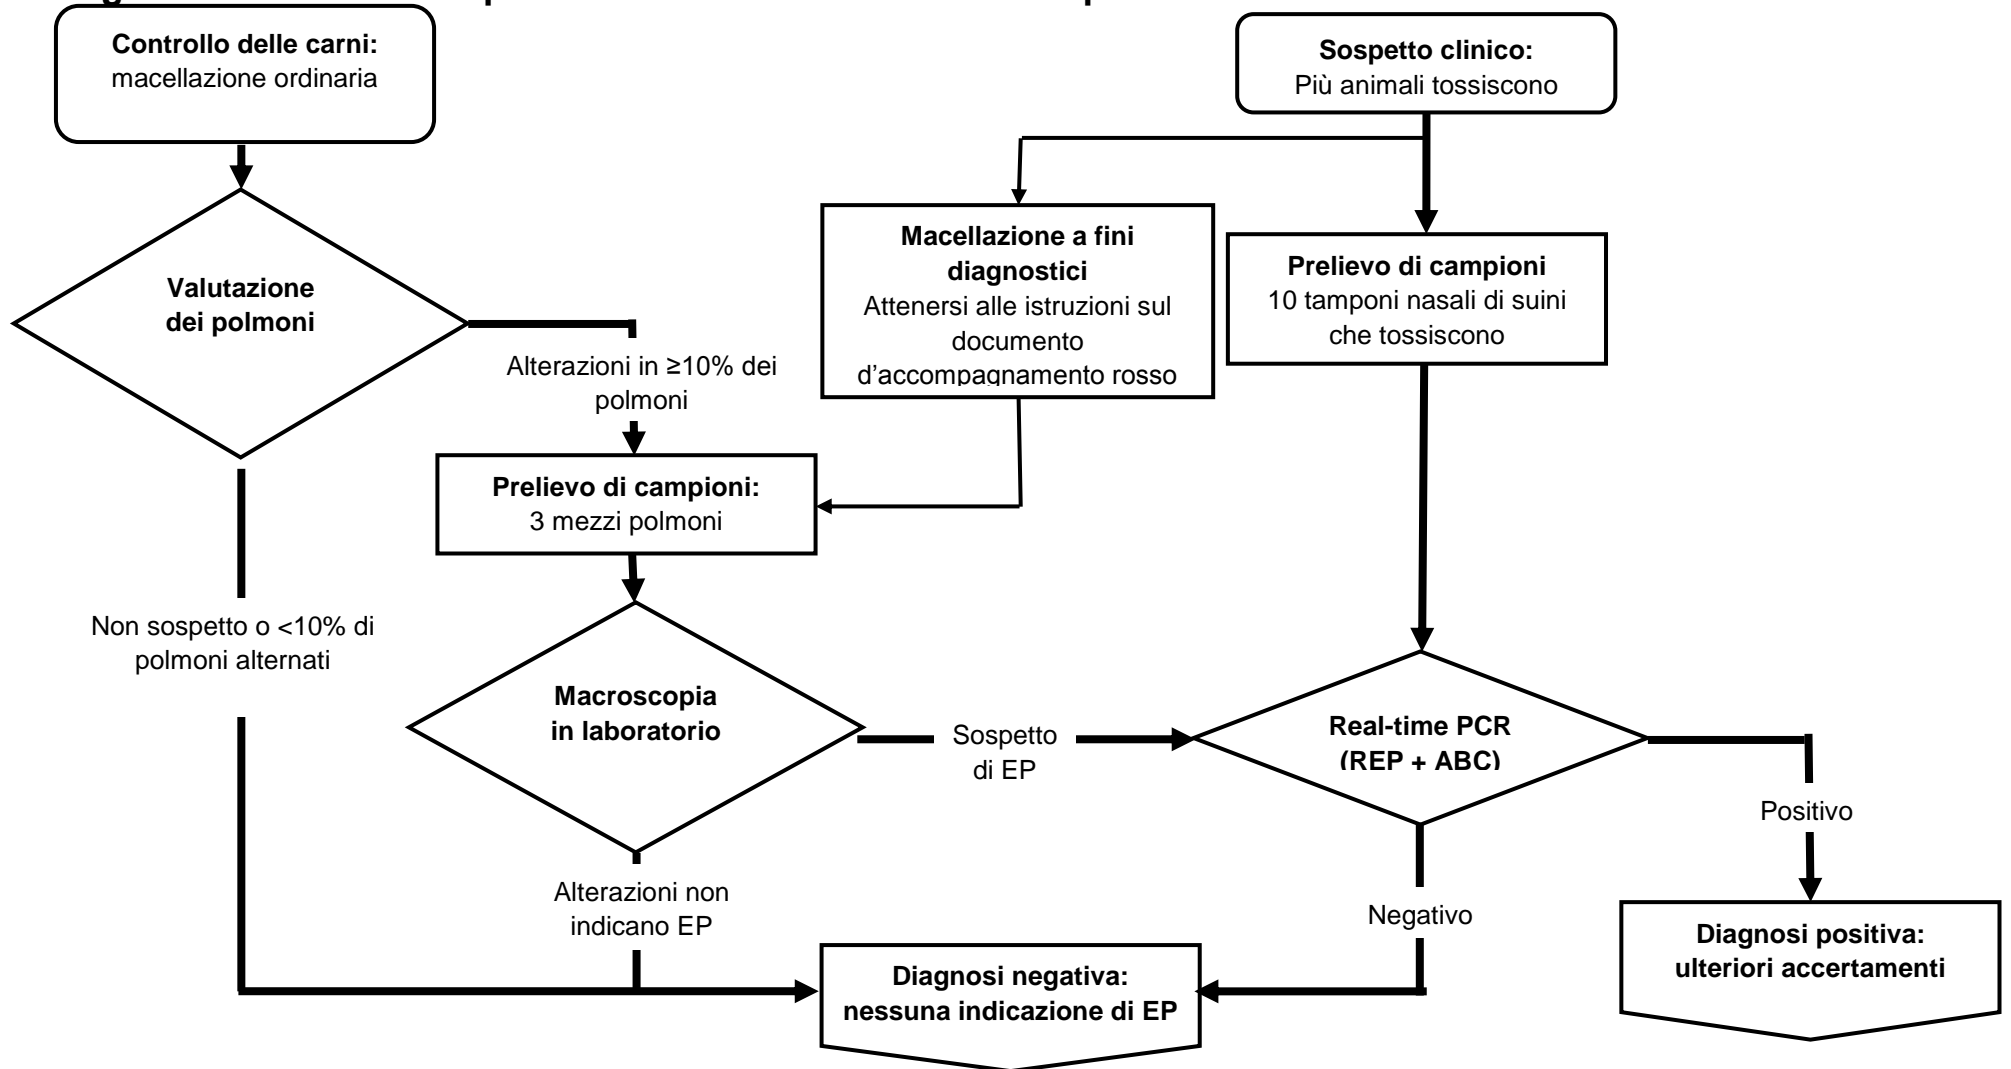 Controllo delle carni:
macellazione ordinaria
Sospetto clinico:
Più animali tossiscono
Valutazione
dei polmoni
Macellazione a fini
diagnostici
Attenersi alle istruzioni sul
documento
d’accompagnamento rosso
Prelievo di campioni
10 tamponi nasali di suini
che tossiscono
Alterazioni in ≥10% dei
polmoni
Prelievo di campioni:
3 mezzi polmoni
Non sospetto o <10% di
polmoni alternati
Macroscopia
in laboratorio
Sospetto
di EP
Real-time PCR
(REP + ABC)
Positivo
Alterazioni non
indicano EP
Negativo
Diagnosi negativa:
nessuna indicazione di EP
Diagnosi positiva:
ulteriori accertamenti